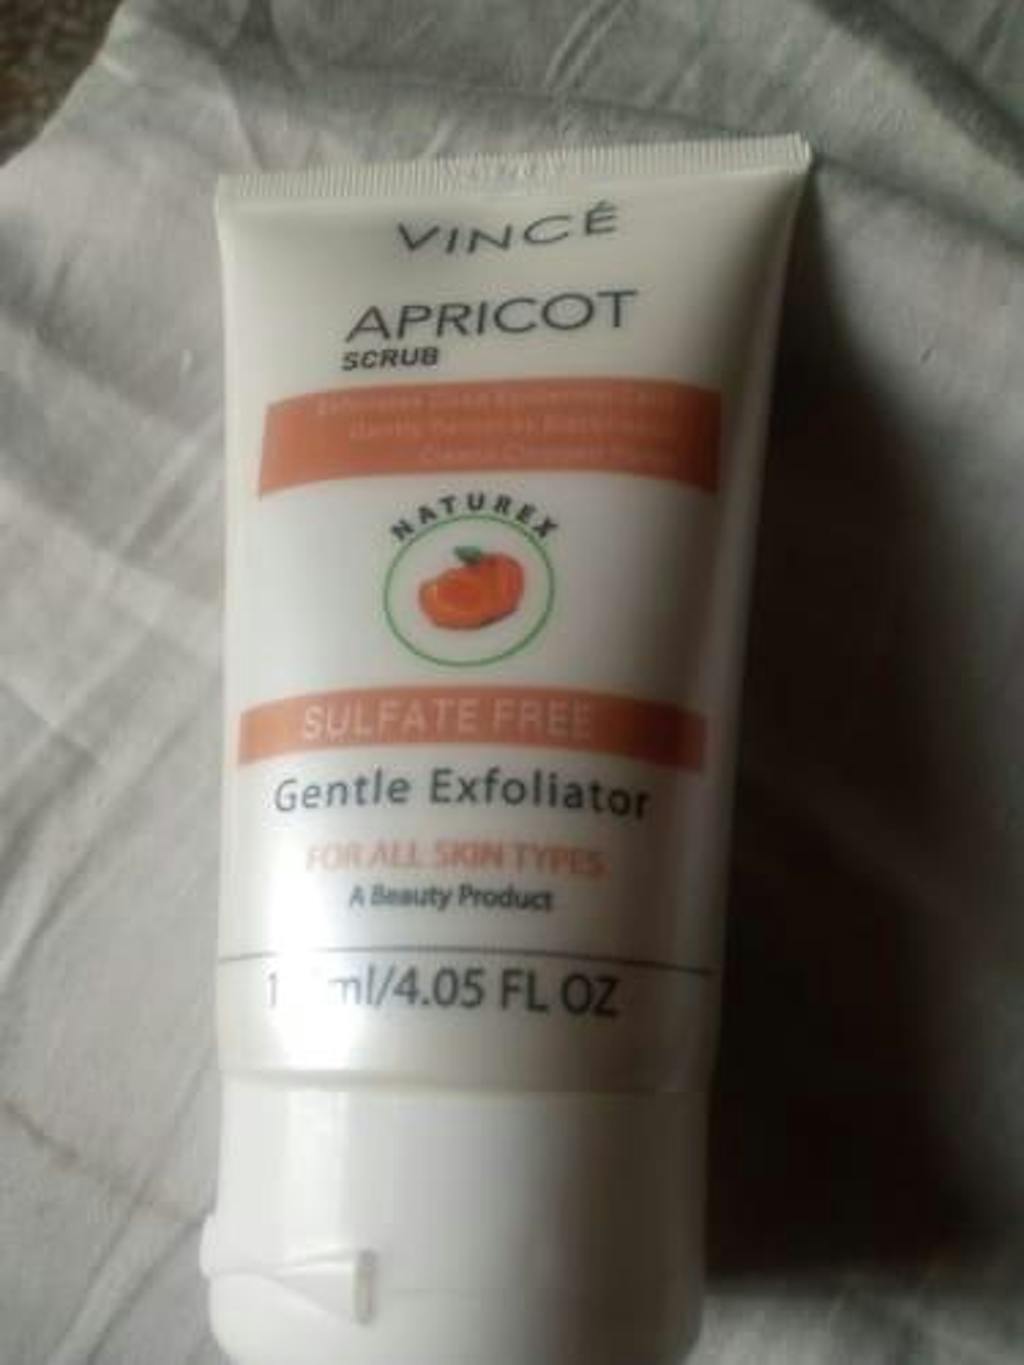 VINCÉ
APRICOT
SCRUB
Gently
NATUREX
SULFATE FREE
Gentle Exfoliator
FOR ALL SKIN TYPES.
A Beauty Product
ml/4.05 FL OZ